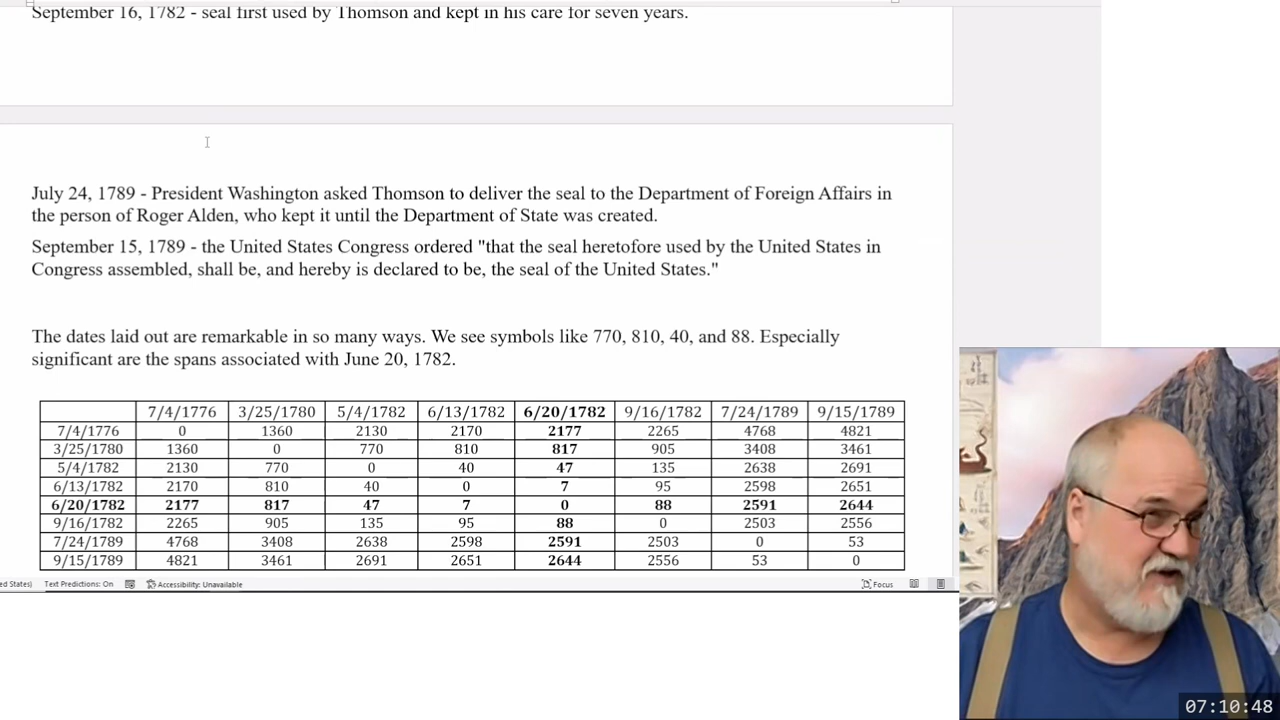 September 16, 1782 - seal first used by Thomson and kept in his care for seven years.
July 24, 1789 - President Washington asked Thomson to deliver the seal to the Department of Foreign Affairs in
the person of Roger Alden, who kept it until the Department of State was created.
September 15, 1789 - the United States Congress ordered "that the seal heretofore used by the United States in
Congress assembled, shall be, and hereby is declared to be, the seal of the United States."
The dates laid out are remarkable in so many ways. We see symbols like 770, 810, 40, and 88. Especially
significant are the spans associated with June 20, 1782.
7/4/1776 3/25/1780 5/4/1782 6/13/1782 6/20/1782 9/16/1782 7/24/1789 9/15/1789
7/4/1776 0 1360 2130 2170 2177 2265 4768 4821
3/25/1780 1360 0 770 810 817 905 3408 3461
5/4/1782 2130 770 0 40 47 135 2638 2691
6/13/1782 2170 810 40 0 7 95 2598 2651
6/20/1782 2177 817 47 7 0 88 2591 2644
9/16/1782 2265 905 135 95 88 0 2503 2556
7/24/1789 4768 3408 2638 2598 2591 2503 0 53
9/15/1789 4821 3461 2691 2651 2644 2556 53 0
ed States) Text Predictions: On Accessibility: Unavailable Focus
07:10:48